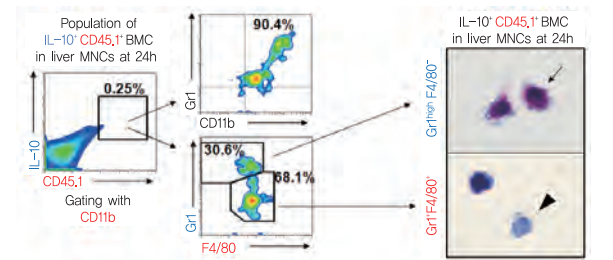 Population of
IL-10⁺ CD45.1⁺ BMC
in liver MNCs at 24h
0.25%
IL-10
CD45.1
Gating with
CD11b
90.4%
Gr1
CD11b
30.6%
68.1%
Gr1
F4/80
IL-10⁺ CD45.1⁺ BMC
in liver MNCs at 24h
Gr1ʰⁱᵍʰ F4/80⁻
Gr1⁺F4/80⁺